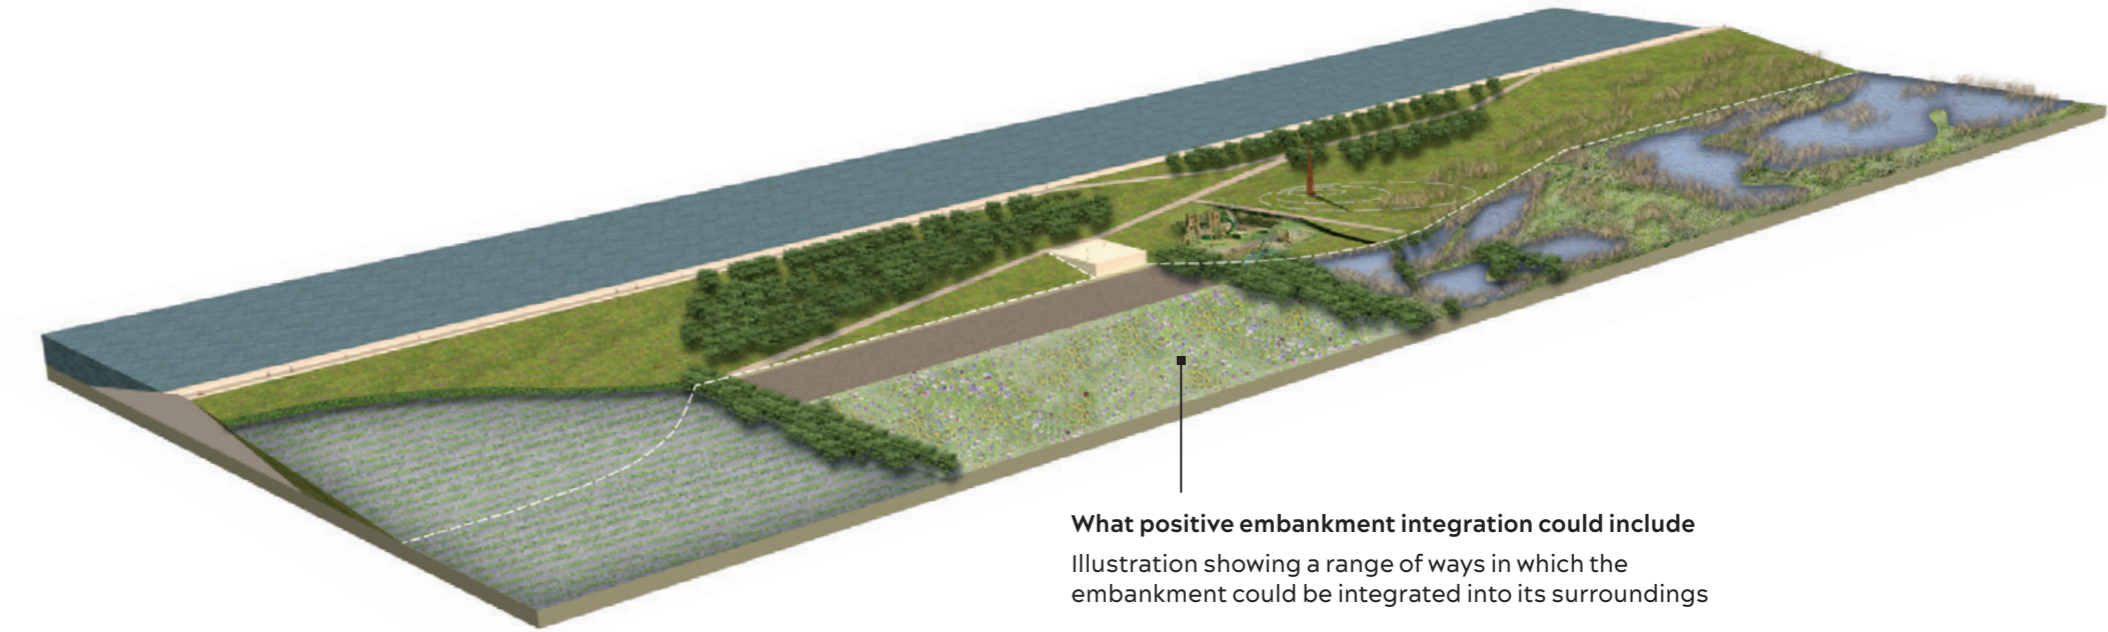 What positive embankment integration could include
Illustration showing a range of ways in which the
embankment could be integrated into its surroundings